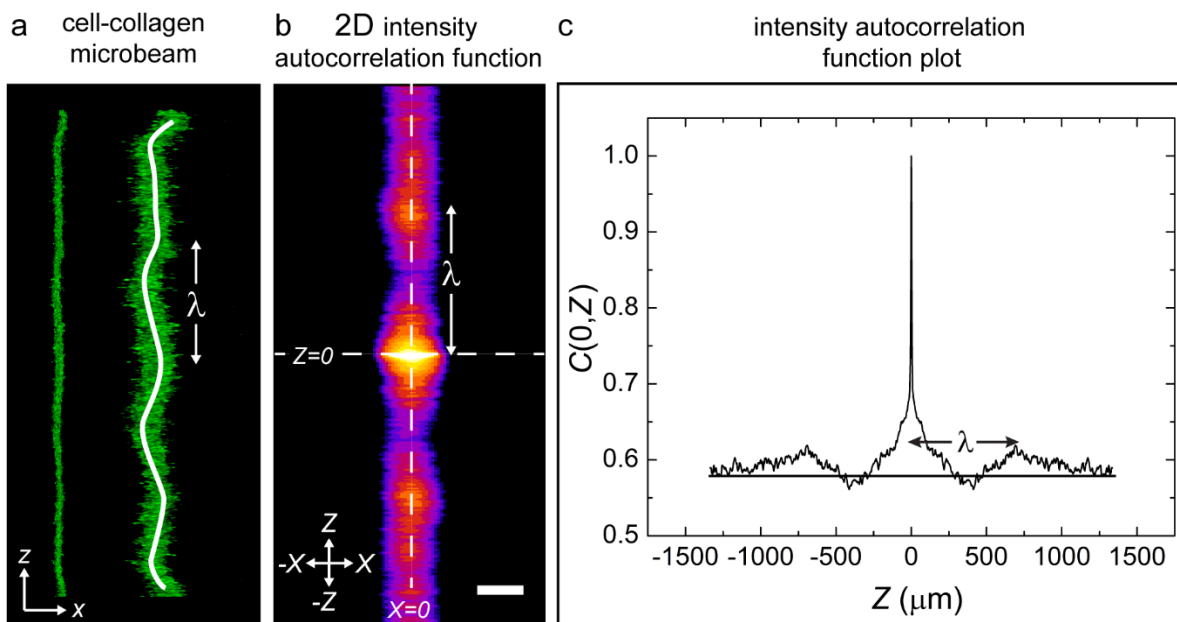 a
cell-collagen
microbeam
λ
z
x
b
2D intensity
autocorrelation function
λ
Z=0
Z
-X
X
-Z
X=0
c
intensity autocorrelation
function plot
C(0,Z)
1.0
0.9
0.8
0.7
0.6
0.5
λ
-1500 -1000 -500 0 500 1000 1500
Z (μm)